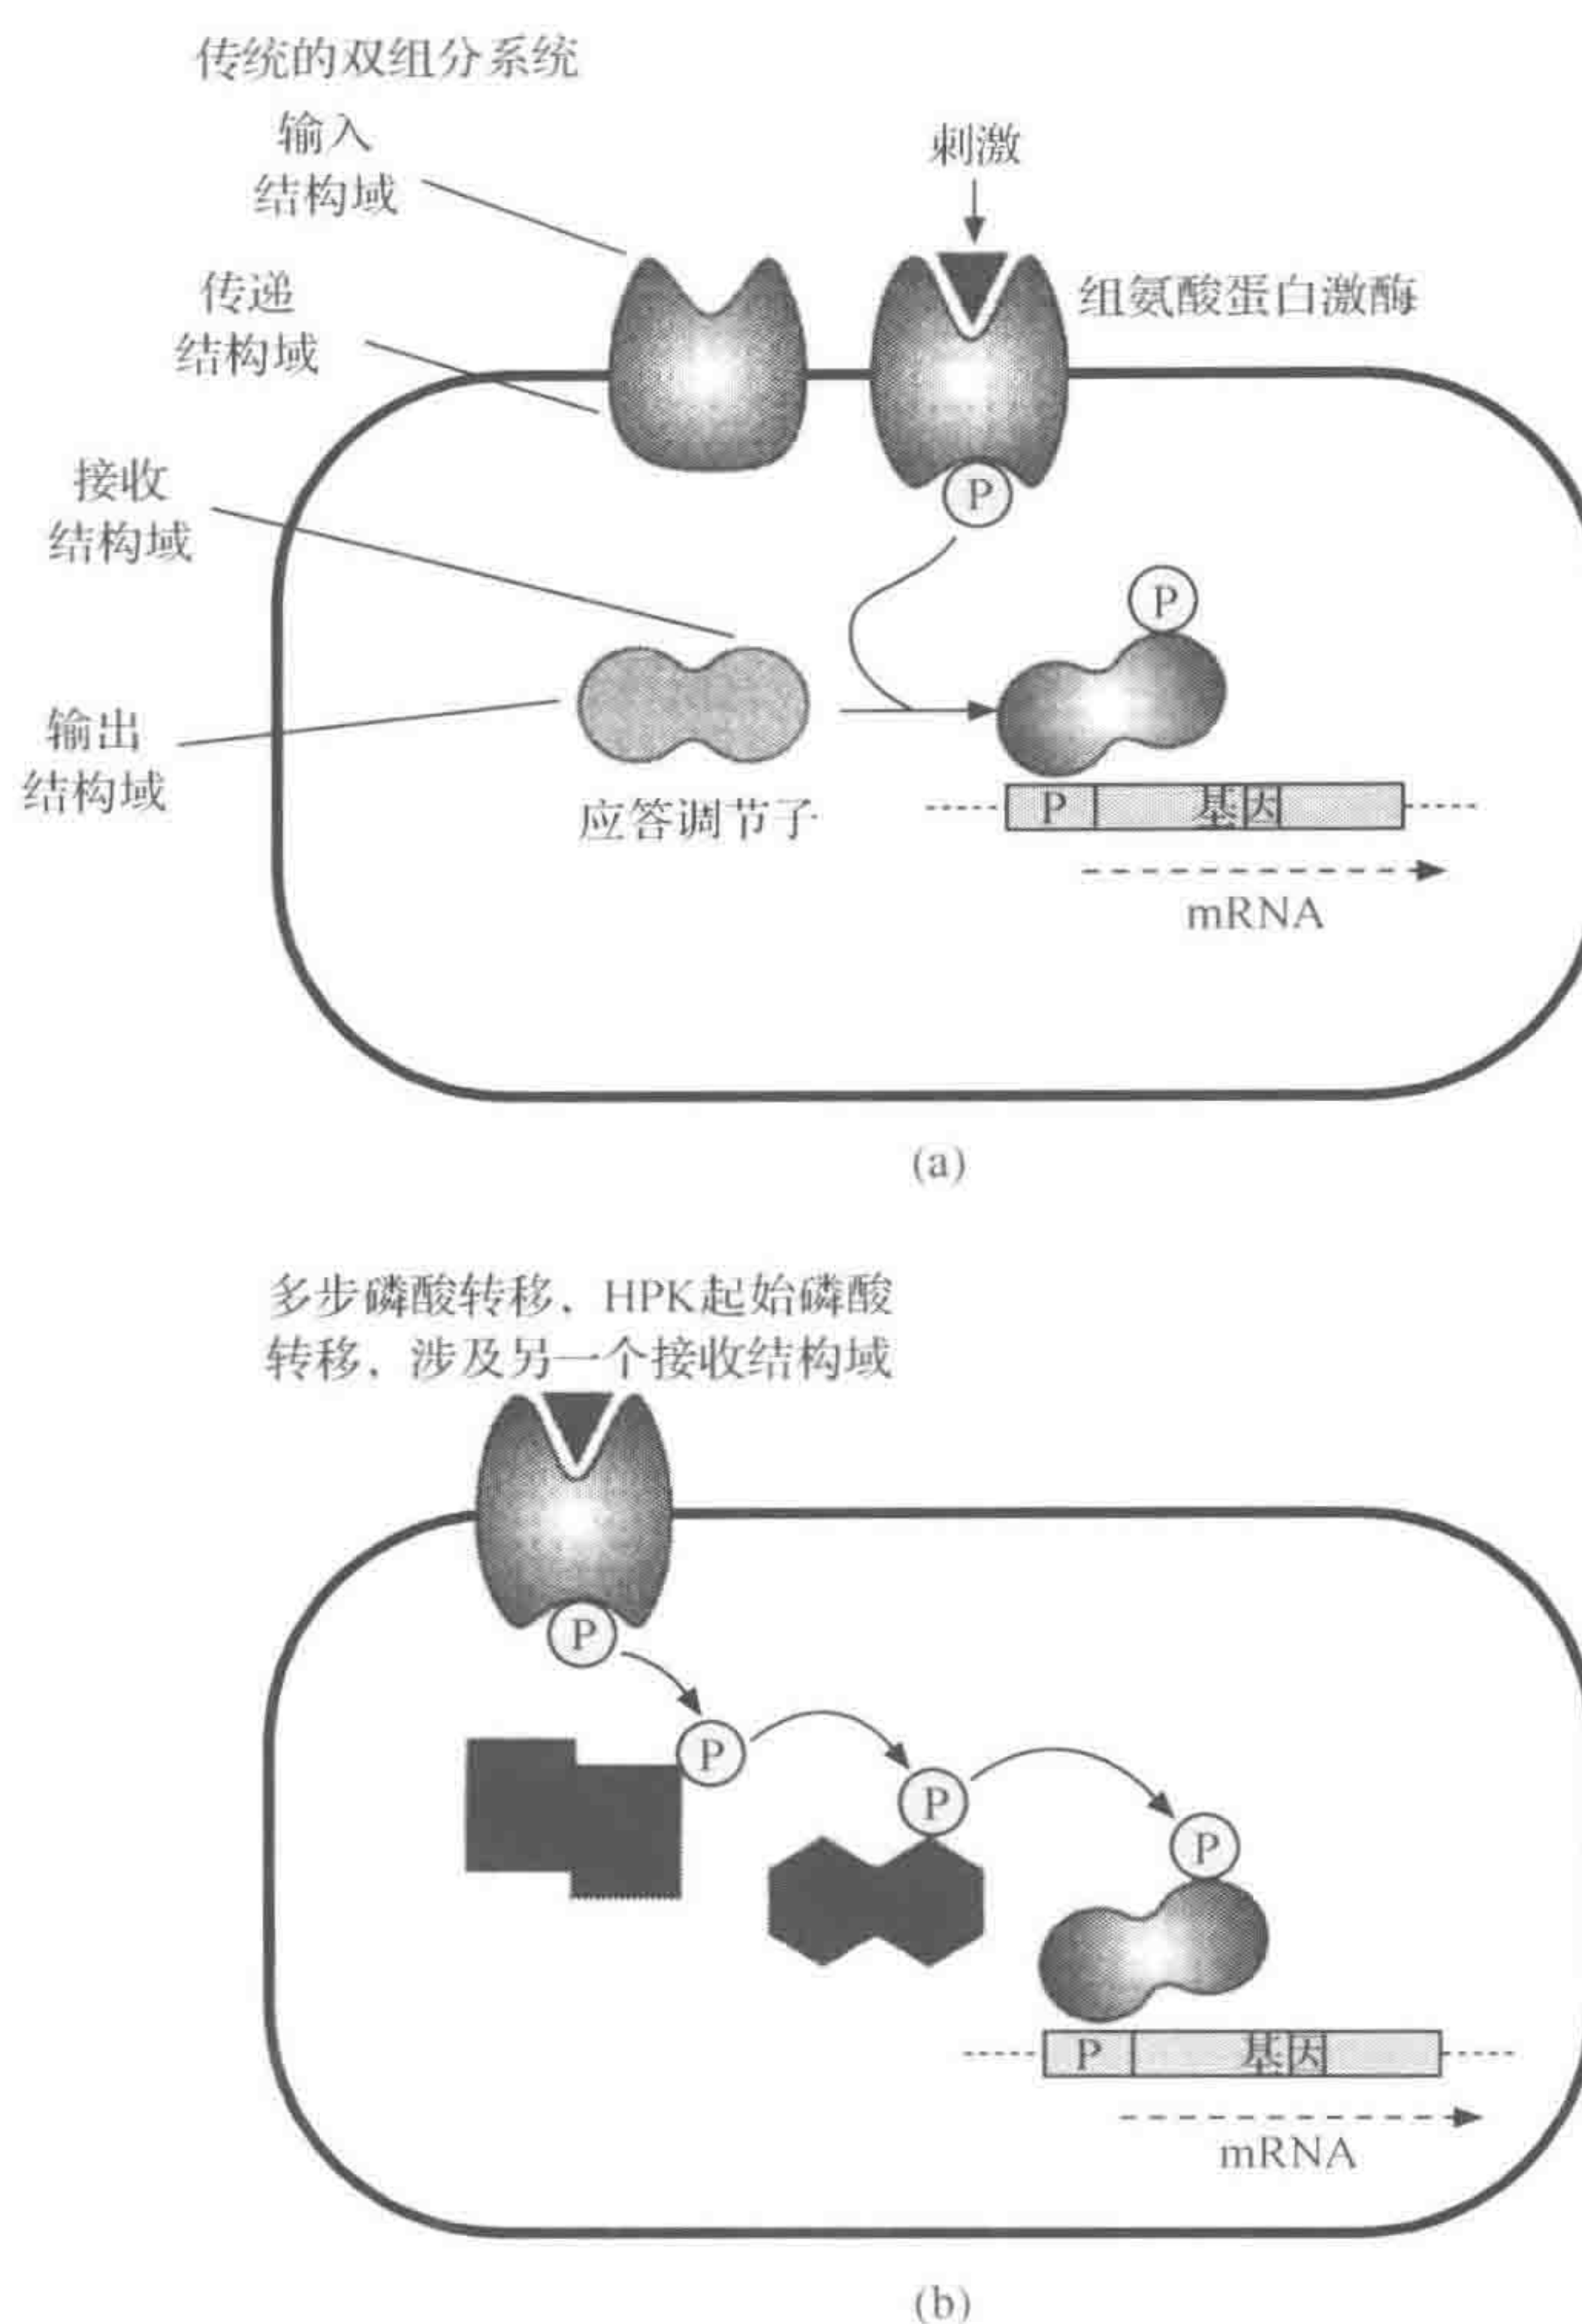 传统的双组分系统
输入
结构域
刺激
传递
结构域
组氨酸蛋白激酶
P
接收
结构域
P
输出
结构域
应答调节子
P 基因
mRNA
(a)
多步磷酸转移，HPK起始磷酸
转移，涉及另一个接收结构域
P
P
P
P
P 基因
mRNA
(b)